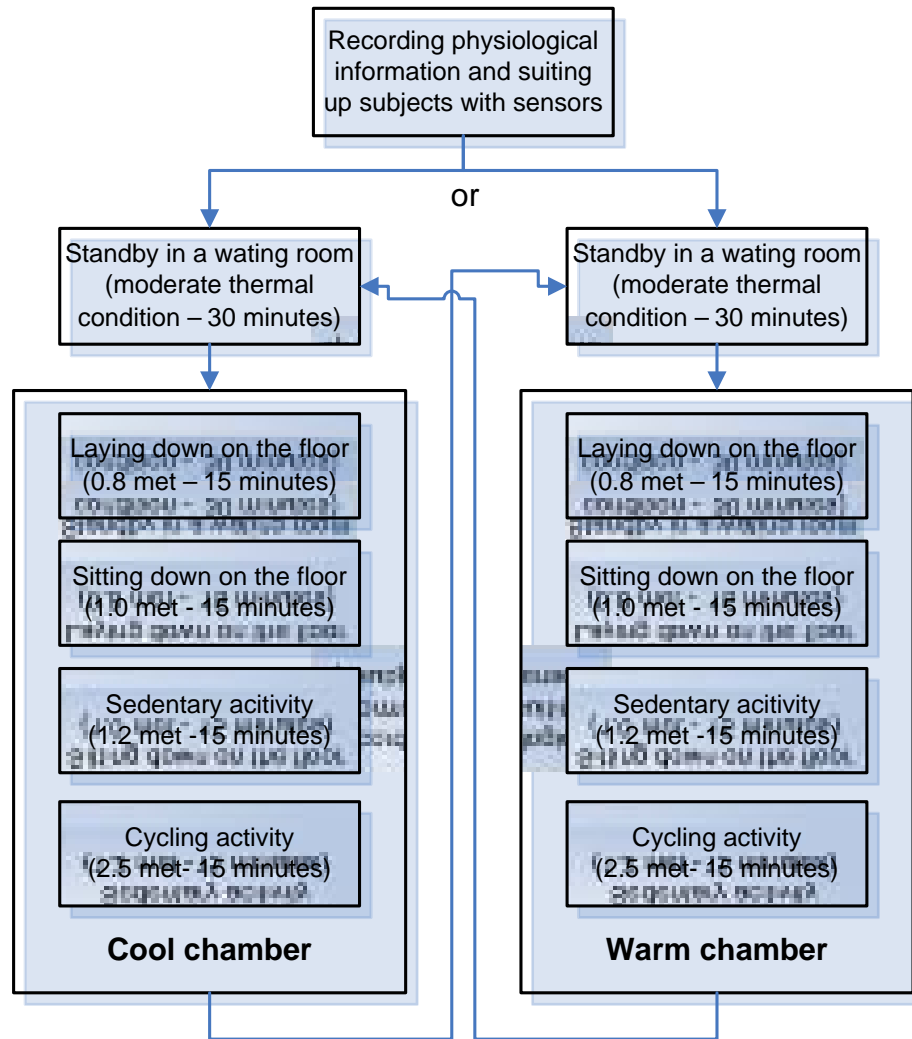 Recording physiological
information and suiting
up subjects with sensors
or
Standby in a wating room
(moderate thermal
condition – 30 minutes)
Standby in a wating room
(moderate thermal
condition – 30 minutes)
Laying down on the floor
(0.8 met – 15 minutes)
Sitting down on the floor
(1.0 met - 15 minutes)
Sedentary acitivity
(1.2 met -15 minutes)
Cycling activity
(2.5 met- 15 minutes)
Cool chamber
Laying down on the floor
(0.8 met – 15 minutes)
Sitting down on the floor
(1.0 met - 15 minutes)
Sedentary acitivity
(1.2 met -15 minutes)
Cycling activity
(2.5 met- 15 minutes)
Warm chamber